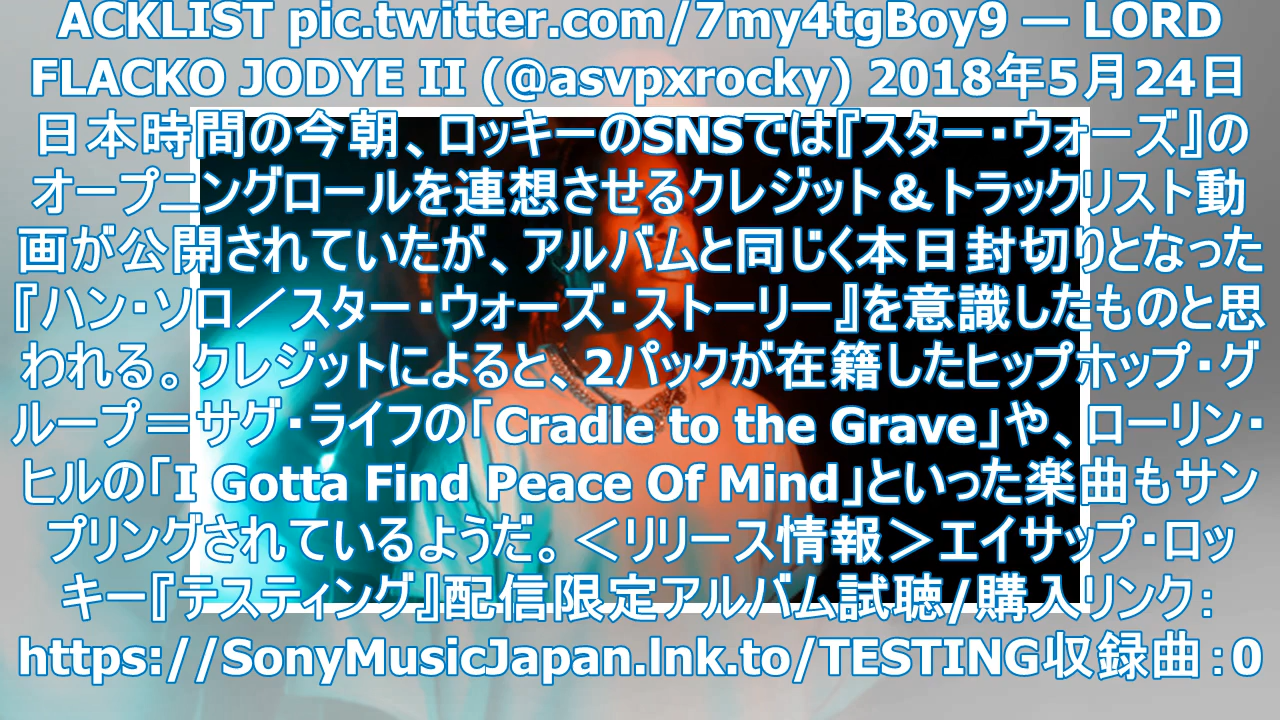 ACKLIST pic.twitter.com/7my4tgBoy9 — LORD
FLACKO JODYE II (@asvpxrocky) 2018年5月24日
日本時間の今朝、ロッキーのSNSでは『スター・ウォーズ』の
オープニングロールを連想させるクレジット＆トラックリスト動
画が公開されていたが、アルバムと同じく本日封切りとなった
『ハン・ソロ／スター・ウォーズ・ストーリー』を意識したものと思
われる。クレジットによると、2パックが在籍したヒップホップ・グ
ループ＝サグ・ライフの「Cradle to the Grave」や、ローリン・
ヒルの「I Gotta Find Peace Of Mind」といった楽曲もサン
プリングされているようだ。＜リリース情報＞エイサップ・ロッ
キー『テスティング』配信限定アルバム試聴/購入リンク：
https://SonyMusicJapan.lnk.to/TESTING収録曲：0